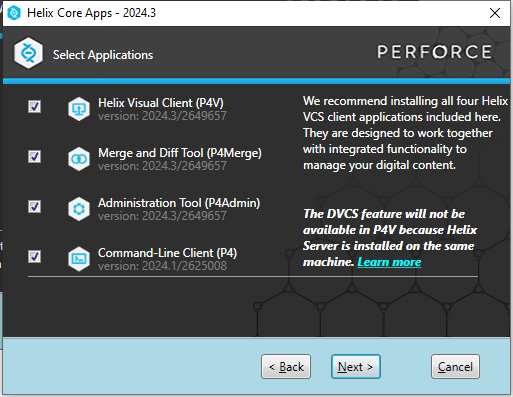 Helix Core Apps - 2024.3
Select Applications
PERFORCE
Helix Visual Client (P4V)
version: 2024.3/2649657
Merge and Diff Tool (P4Merge)
version: 2024.3/2649657
Administration Tool (P4Admin)
version: 2024.3/2649657
Command-Line Client (P4)
version: 2024.1/2625008
We recommend installing all four Helix
VCS client applications included here.
They are designed to work together
with integrated functionality to
manage your digital content.
The DVCS feature will not be
available in P4V because Helix
Server is installed on the same
machine. Learn more
< Back
Next >
Cancel